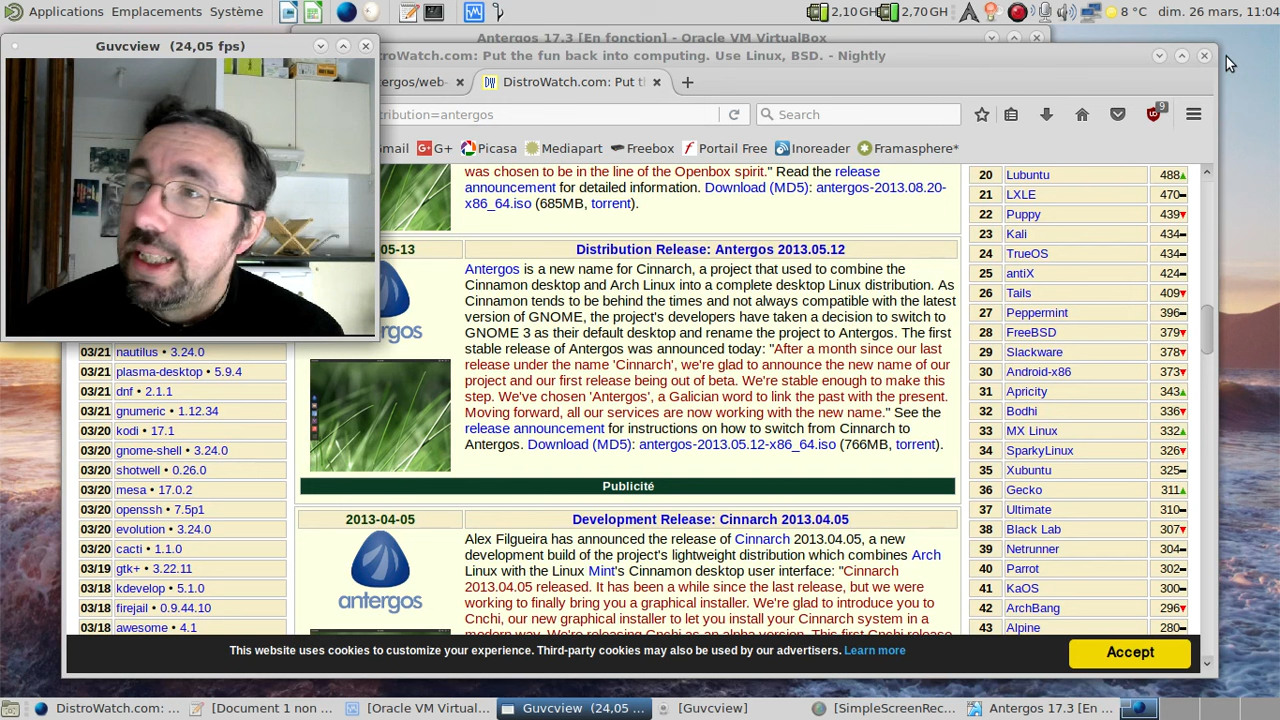 Applications Emplacements Système
2,10 GH 2,70 GH 8 °C dim. 26 mars, 11:04
Antergos 17.3 [En fonction] - Oracle VM VirtualBox
Guvcview (24,05 fps)
troWatch.com: Put the fun back into computing. Use Linux, BSD. - Nightly
tergos/web-
DistroWatch.com: Put t
tribution=antergos
Search
9
mail G+ Picasa Mediapart Freebox Portail Free Inoreader Framasphere*
was chosen to be in the line of the Openbox spirit." Read the release
announcement for detailed information. Download (MD5): antergos-2013.08.20-
x86_64.iso (685MB, torrent).
05-13
Distribution Release: Antergos 2013.05.12
Antergos is a new name for Cinnarch, a project that used to combine the
Cinnamon desktop and Arch Linux into a complete desktop Linux distribution. As
Cinnamon tends to be behind the times and not always compatible with the latest
version of GNOME, the project's developers have taken a decision to switch to
GNOME 3 as their default desktop and rename the project to Antergos. The first
stable release of Antergos was announced today: "After a month since our last
release under the name 'Cinnarch', we're glad to announce the new name of our
project and our first release being out of beta. We're stable enough to make this
step. We've chosen 'Antergos', a Galician word to link the past with the present.
Moving forward, all our services are now working with the new name." See the
release announcement for instructions on how to switch from Cinnarch to
Antergos. Download (MD5): antergos-2013.05.12-x86_64.iso (766MB, torrent).
ergos
Publicité
2013-04-05
Development Release: Cinnarch 2013.04.05
antergos
Alex Filgueira has announced the release of Cinnarch 2013.04.05, a new
development build of the project's lightweight distribution which combines Arch
Linux with the Linux Mint's Cinnamon desktop user interface: "Cinnarch
2013.04.05 released. It has been a while since the last release, but we were
working to finally bring you a graphical installer. We're glad to introduce you to
Cnchi, our new graphical installer to let you install your Cinnarch system in a
modern way. We're releasing Cnchi as an alpha version. This first Cnchi release
03/21 nautilus • 3.24.0
03/21 plasma-desktop • 5.9.4
03/21 dnf • 2.1.1
03/21 gnumeric • 1.12.34
03/20 kodi • 17.1
03/20 gnome-shell • 3.24.0
03/20 shotwell • 0.26.0
03/20 mesa • 17.0.2
03/20 openssh • 7.5p1
03/20 evolution • 3.24.0
03/20 cacti • 1.1.0
03/19 gtk+ • 3.22.11
03/18 kdevelop • 5.1.0
03/18 firejail • 0.9.44.10
03/18 awesome • 4.1
20 Lubuntu 488
21 LXLE 470
22 Puppy 439
23 Kali 434
24 TrueOS 434
25 antiX 424
26 Tails 409
27 Peppermint 396
28 FreeBSD 379
29 Slackware 378
30 Android-x86 373
31 Apricity 343
32 Bodhi 336
33 MX Linux 332
34 SparkyLinux 326
35 Xubuntu 325
36 Gecko 311
37 Ultimate 310
38 Black Lab 307
39 Netrunner 304
40 Parrot 302
41 KaOS 300
42 ArchBang 296
43 Alpine 280
This website uses cookies to customize your experience. Third-party cookies may also be used by our advertisers. Learn more
Accept
DistroWatch.com: ... [Document 1 non ... [Oracle VM Virtual... Guvcview (24,05 ... [Guvcview] [SimpleScreenRec... Antergos 17.3 [En ...